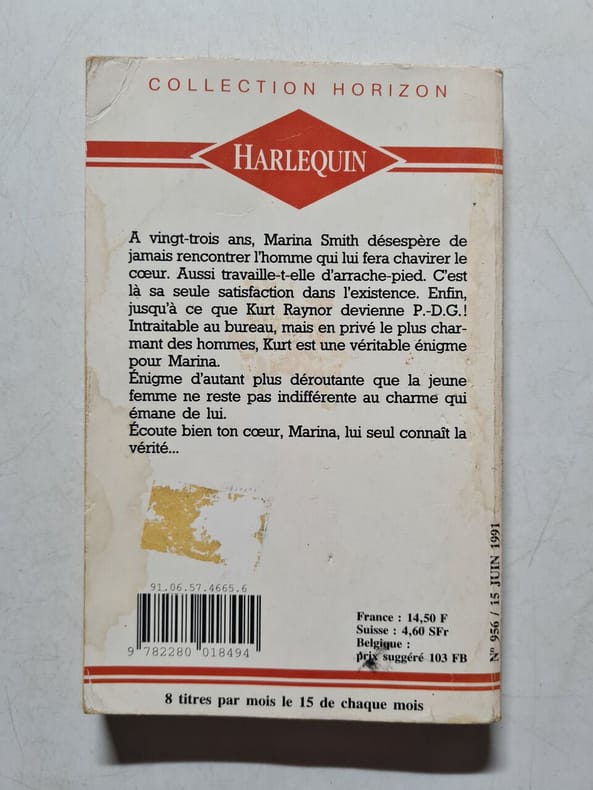 COLLECTION HORIZON
HARLEQUIN
A vingt-trois ans, Marina Smith désespère de
jamais rencontrer l'homme qui lui fera chavirer le
cœur. Aussi travaille-t-elle d'arrache-pied. C'est
là sa seule satisfaction dans l'existence. Enfin,
jusqu'à ce que Kurt Raynor devienne P.-D.G.!
Intraitable au bureau, mais en privé le plus char-
mant des hommes, Kurt est une véritable énigme
pour Marina.
Énigme d'autant plus déroutante que la jeune
femme ne reste pas indifférente au charme qui
émane de lui.
Écoute bien ton cœur, Marina, lui seul connaît la
vérité...
91.06.57.4665.6
9 782280 018494
France : 14,50 F
Suisse : 4,60 SFr
Belgique :
prix suggéré 103 FB
N° 956 / 15 JUIN 1991
8 titres par mois le 15 de chaque mois